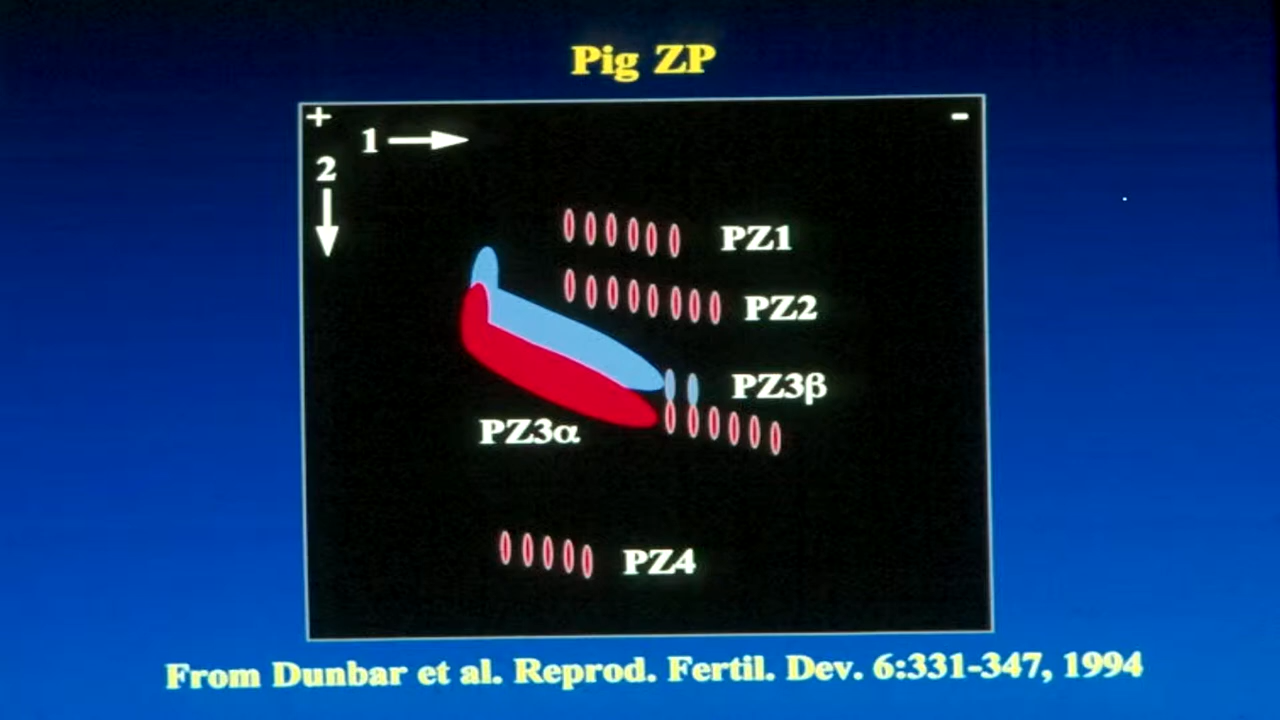 Pig ZP
+ -
1
2
PZ1
PZ2
PZ3β
PZ3α
PZ4
From Dunbar et al. Reprod. Fertil. Dev. 6:331-347, 1994